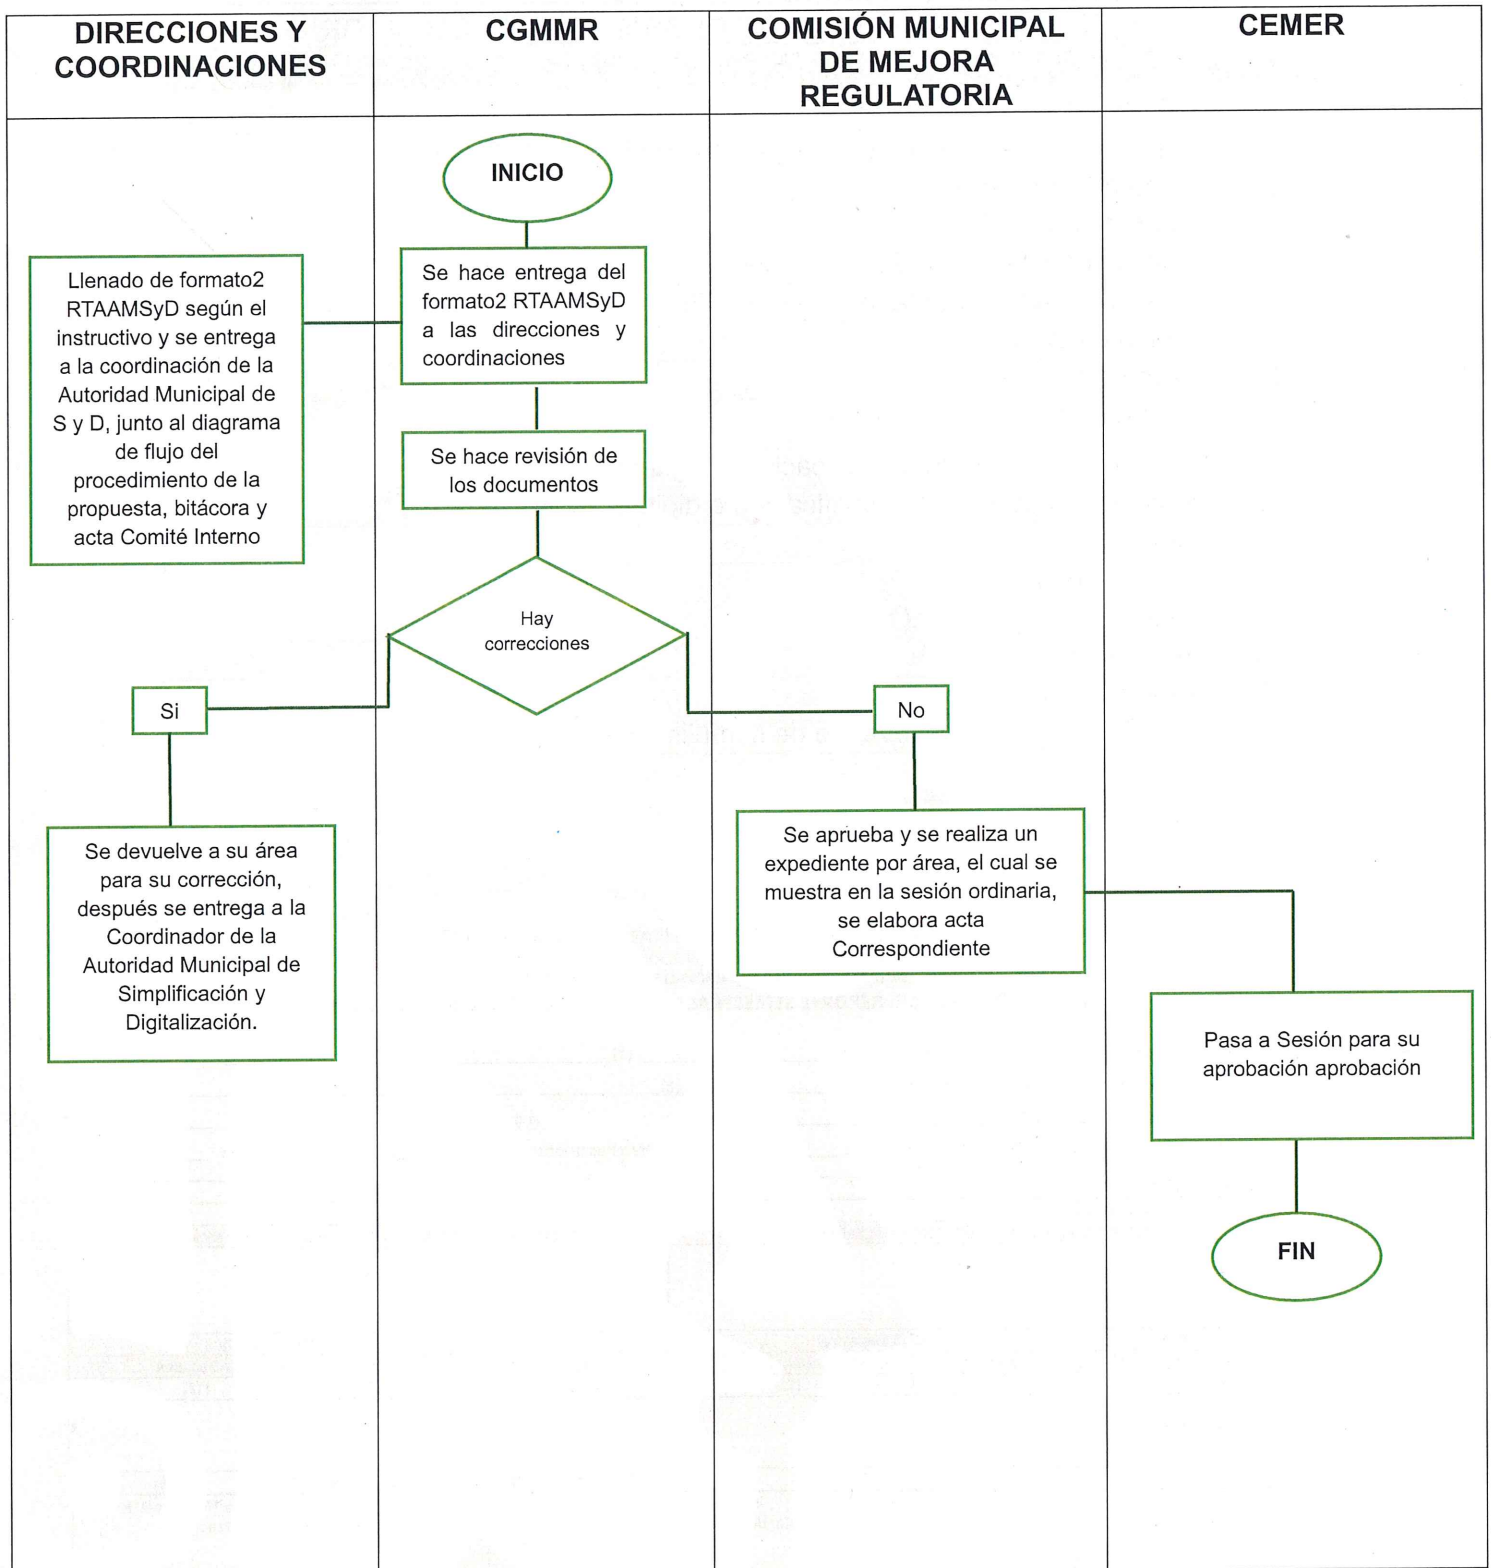 DIRECCIONES Y
COORDINACIONES
CGMMR
COMISIÓN MUNICIPAL
DE MEJORA
REGULATORIA
CEMER
INICIO
Llenado de formato2
RTAAMSyD según el
instructivo y se entrega
a la coordinación de la
Autoridad Municipal de
S y D, junto al diagrama
de flujo del
procedimiento de la
propuesta, bitácora y
acta Comité Interno
Se hace entrega del
formato2 RTAAMSyD
a las direcciones y
coordinaciones
Se hace revisión de
los documentos
Hay
correcciones
Si
No
Se devuelve a su área
para su corrección,
después se entrega a la
Coordinador de la
Autoridad Municipal de
Simplificación y
Digitalización.
Se aprueba y se realiza un
expediente por área, el cual se
muestra en la sesión ordinaria,
se elabora acta
Correspondiente
Pasa a Sesión para su
aprobación aprobación
FIN